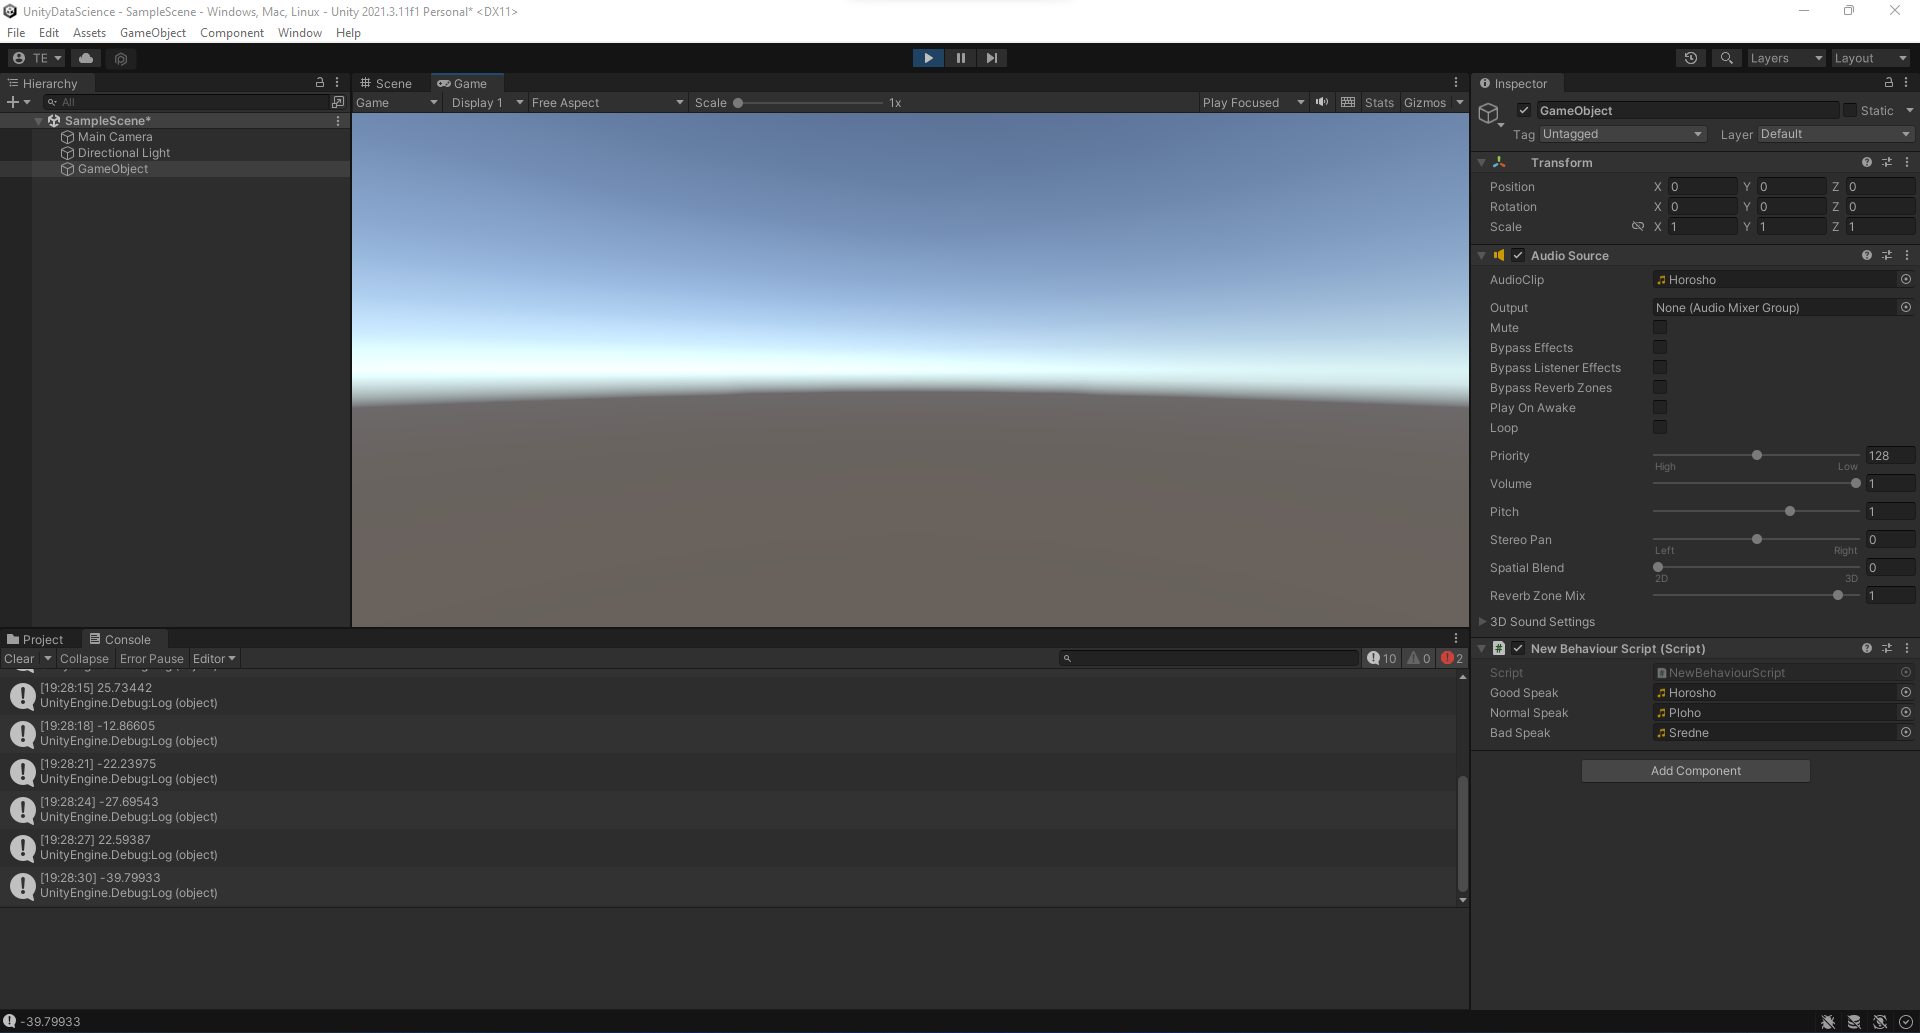 UnityDataScience - SampleScene - Windows, Mac, Linux - Unity 2021.3.11f1 Personal* <DX11>
File Edit Assets GameObject Component Window Help
TE Layers Layout
Hierarchy
All
SampleScene*
Main Camera
Directional Light
GameObject
Scene Game
Game Display 1 Free Aspect Scale 1x Play Focused Stats Gizmos
Project Console
Clear Collapse Error Pause Editor 10 0 2
[19:28:15] 25.73442
UnityEngine.Debug:Log (object)
[19:28:18] -12.86605
UnityEngine.Debug:Log (object)
[19:28:21] -22.23975
UnityEngine.Debug:Log (object)
[19:28:24] -27.69543
UnityEngine.Debug:Log (object)
[19:28:27] 22.59387
UnityEngine.Debug:Log (object)
[19:28:30] -39.79933
UnityEngine.Debug:Log (object)
-39.79933
Inspector
GameObject Static
Tag Untagged Layer Default
Transform
Position X 0 Y 0 Z 0
Rotation X 0 Y 0 Z 0
Scale X 1 Y 1 Z 1
Audio Source
AudioClip Horosho
Output None (Audio Mixer Group)
Mute
Bypass Effects
Bypass Listener Effects
Bypass Reverb Zones
Play On Awake
Loop
Priority 128
High Low
Volume 1
Pitch 1
Stereo Pan 0
Left Right
Spatial Blend 0
2D 3D
Reverb Zone Mix 1
3D Sound Settings
# New Behaviour Script (Script)
Script NewBehaviourScript
Good Speak Horosho
Normal Speak Ploho
Bad Speak Sredne
Add Component